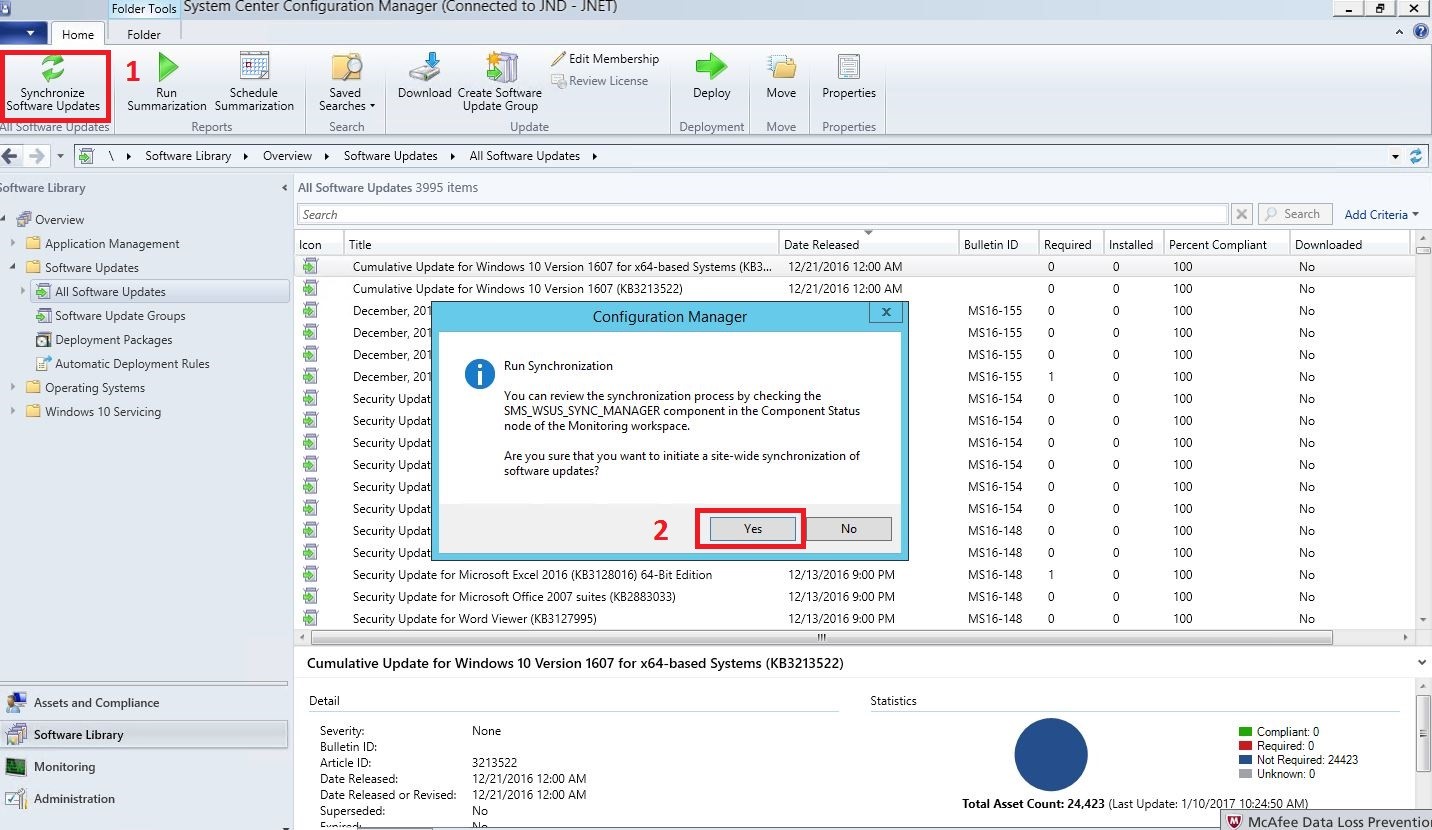 Folder Tools
System Center Configuration Manager (Connected to JND - JNET)
Home
Folder
Synchronize
Software Updates
1
Run
Summarization
Schedule
Summarization
Saved
Searches
Download
Create Software
Update Group
Edit Membership
Review License
Deploy
Move
Properties
All Software Updates
Reports
Search
Update
Deployment
Move
Properties
\ Software Library Overview Software Updates All Software Updates
Software Library
Overview
Application Management
Software Updates
All Software Updates
Software Update Groups
Deployment Packages
Automatic Deployment Rules
Operating Systems
Windows 10 Servicing
Assets and Compliance
Software Library
Monitoring
Administration
All Software Updates 3995 items
Search
Search
Add Criteria
Icon Title Date Released Bulletin ID Required Installed Percent Compliant Downloaded
Cumulative Update for Windows 10 Version 1607 for x64-based Systems (KB3... 12/21/2016 12:00 AM 0 0 100 No
Cumulative Update for Windows 10 Version 1607 (KB3213522) 12/21/2016 12:00 AM 0 0 100 No
December, 201 MS16-155 0 0 100 No
December, 201 MS16-155 0 0 100 No
December, 201 MS16-155 0 0 100 No
December, 201 MS16-155 1 0 100 No
Security Updat MS16-154 0 0 100 No
Security Updat MS16-154 0 0 100 No
Security Updat MS16-154 0 0 100 No
Security Updat MS16-154 0 0 100 No
Security Updat MS16-154 0 0 100 No
Security Updat MS16-154 0 0 100 No
Security Updat MS16-148 0 0 100 No
Security Updat MS16-148 0 0 100 No
Security Update for Microsoft Excel 2016 (KB3128016) 64-Bit Edition 12/13/2016 9:00 PM MS16-148 1 0 100 No
Security Update for Microsoft Office 2007 suites (KB2883033) 12/13/2016 9:00 PM MS16-148 0 0 100 No
Security Update for Word Viewer (KB3127995) 12/13/2016 9:00 PM MS16-148 0 0 100 No
Configuration Manager
Run Synchronization
You can review the synchronization process by checking the
SMS_WSUS_SYNC_MANAGER component in the Component Status
node of the Monitoring workspace.
Are you sure that you want to initiate a site-wide synchronization of
software updates?
2
Yes
No
Cumulative Update for Windows 10 Version 1607 for x64-based Systems (KB3213522)
Detail
Severity: None
Bulletin ID:
Article ID: 3213522
Date Released: 12/21/2016 12:00 AM
Date Released or Revised: 12/21/2016 12:00 AM
Superseded: No
Expired: No
Statistics
Compliant: 0
Required: 0
Not Required: 24423
Unknown: 0
Total Asset Count: 24,423 (Last Update: 1/10/2017 10:24:50 AM)
McAfee Data Loss Prevention